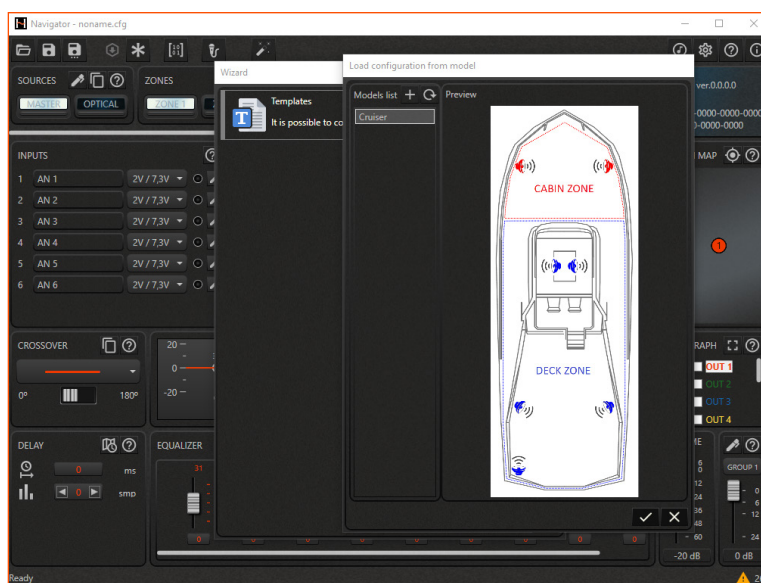 Navigator - noname.cfg
Wizard
Load configuration from model
SOURCES
MASTER
OPTICAL
ZONES
ZONE 1
Templates
It is possible to co
Models list
Cruiser
Preview
CABIN ZONE
DECK ZONE
ver.0.0.0.0
-0000-0000-0000
0-0000-0000
INPUTS
1 AN 1 2V / 7,3V
2 AN 2 2V / 7,3V
3 AN 3 2V / 7,3V
4 AN 4 2V / 7,3V
5 AN 5 2V / 7,3V
6 AN 6 2V / 7,3V
MAP
1
CROSSOVER
0º 180º
20
0
-20
RAPH
OUT 1
OUT 2
OUT 3
OUT 4
DELAY
0 ms
0 smp
EQUALIZER
31
0
GROUP 1
6
0
12
24
36
48
60
-20 dB
0
6
12
24
0 dB
Ready